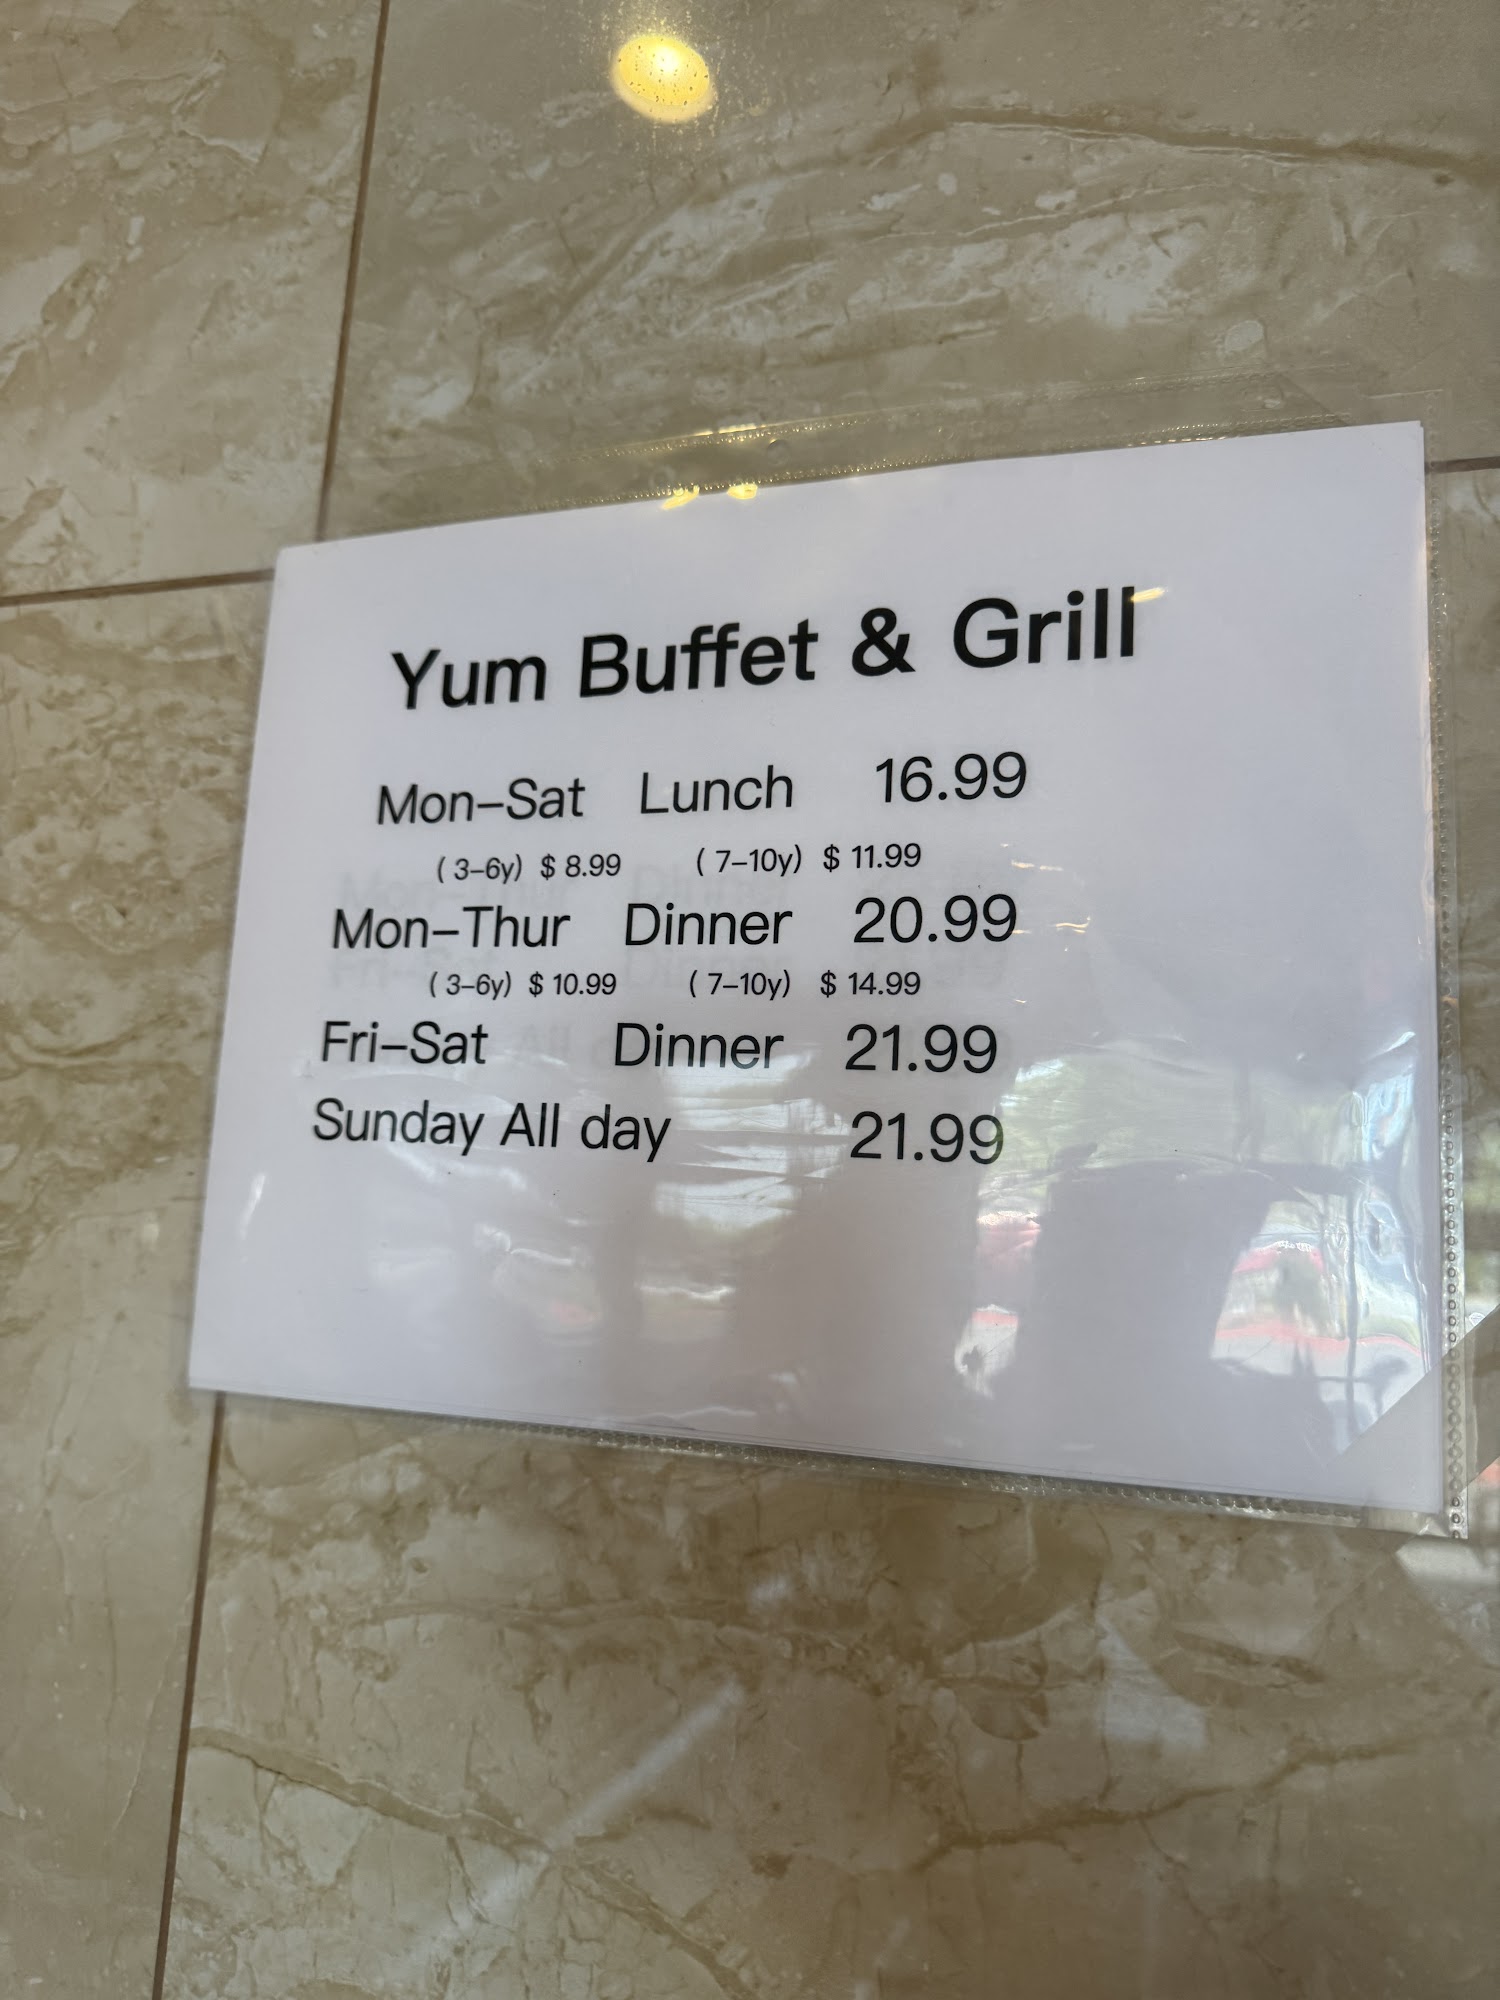 Yum Buffet & Grill
Mon–Sat Lunch 16.99
( 3–6y) $ 8.99 ( 7–10y) $ 11.99
Mon–Thur Dinner 20.99
( 3–6y) $ 10.99 ( 7–10y) $ 14.99
Fri–Sat Dinner 21.99
Sunday All day 21.99